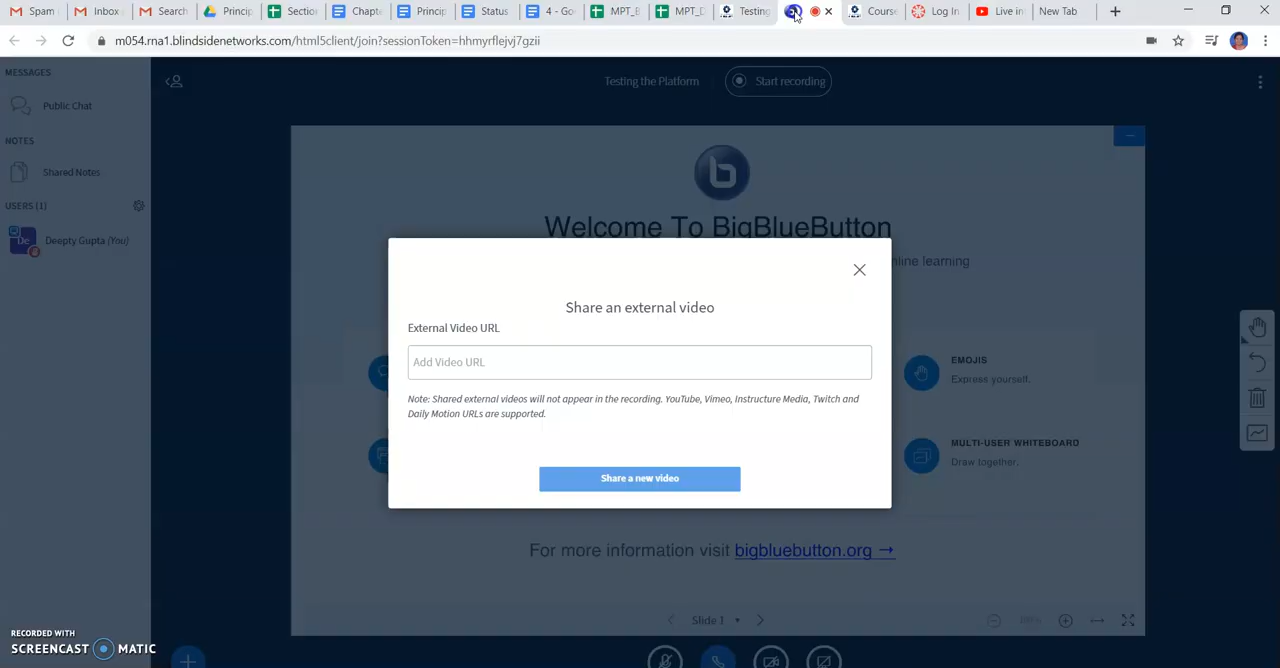 Spam
Inbox
Search
Princip
Section
Chapte
Princip
Status
4 - Go
MPT_B
MPT_D
Testing
Course
Log In
Live in
New Tab
m054.rna1.blindsidenetworks.com/html5client/join?sessionToken=hhmyrflejvj7gzii
MESSAGES
Public Chat
NOTES
Shared Notes
USERS (1)
De
Deepty Gupta (You)
Testing the Platform
Start recording
Welcome To BigBlueButton
nline learning
Share an external video
External Video URL
Add Video URL
Note: Shared external videos will not appear in the recording. YouTube, Vimeo, Instructure Media, Twitch and
Daily Motion URLs are supported.
Share a new video
EMOJIS
Express yourself.
MULTI-USER WHITEBOARD
Draw together.
For more information visit bigbluebutton.org →
Slide 1
100%
RECORDED WITH
SCREENCAST MATIC